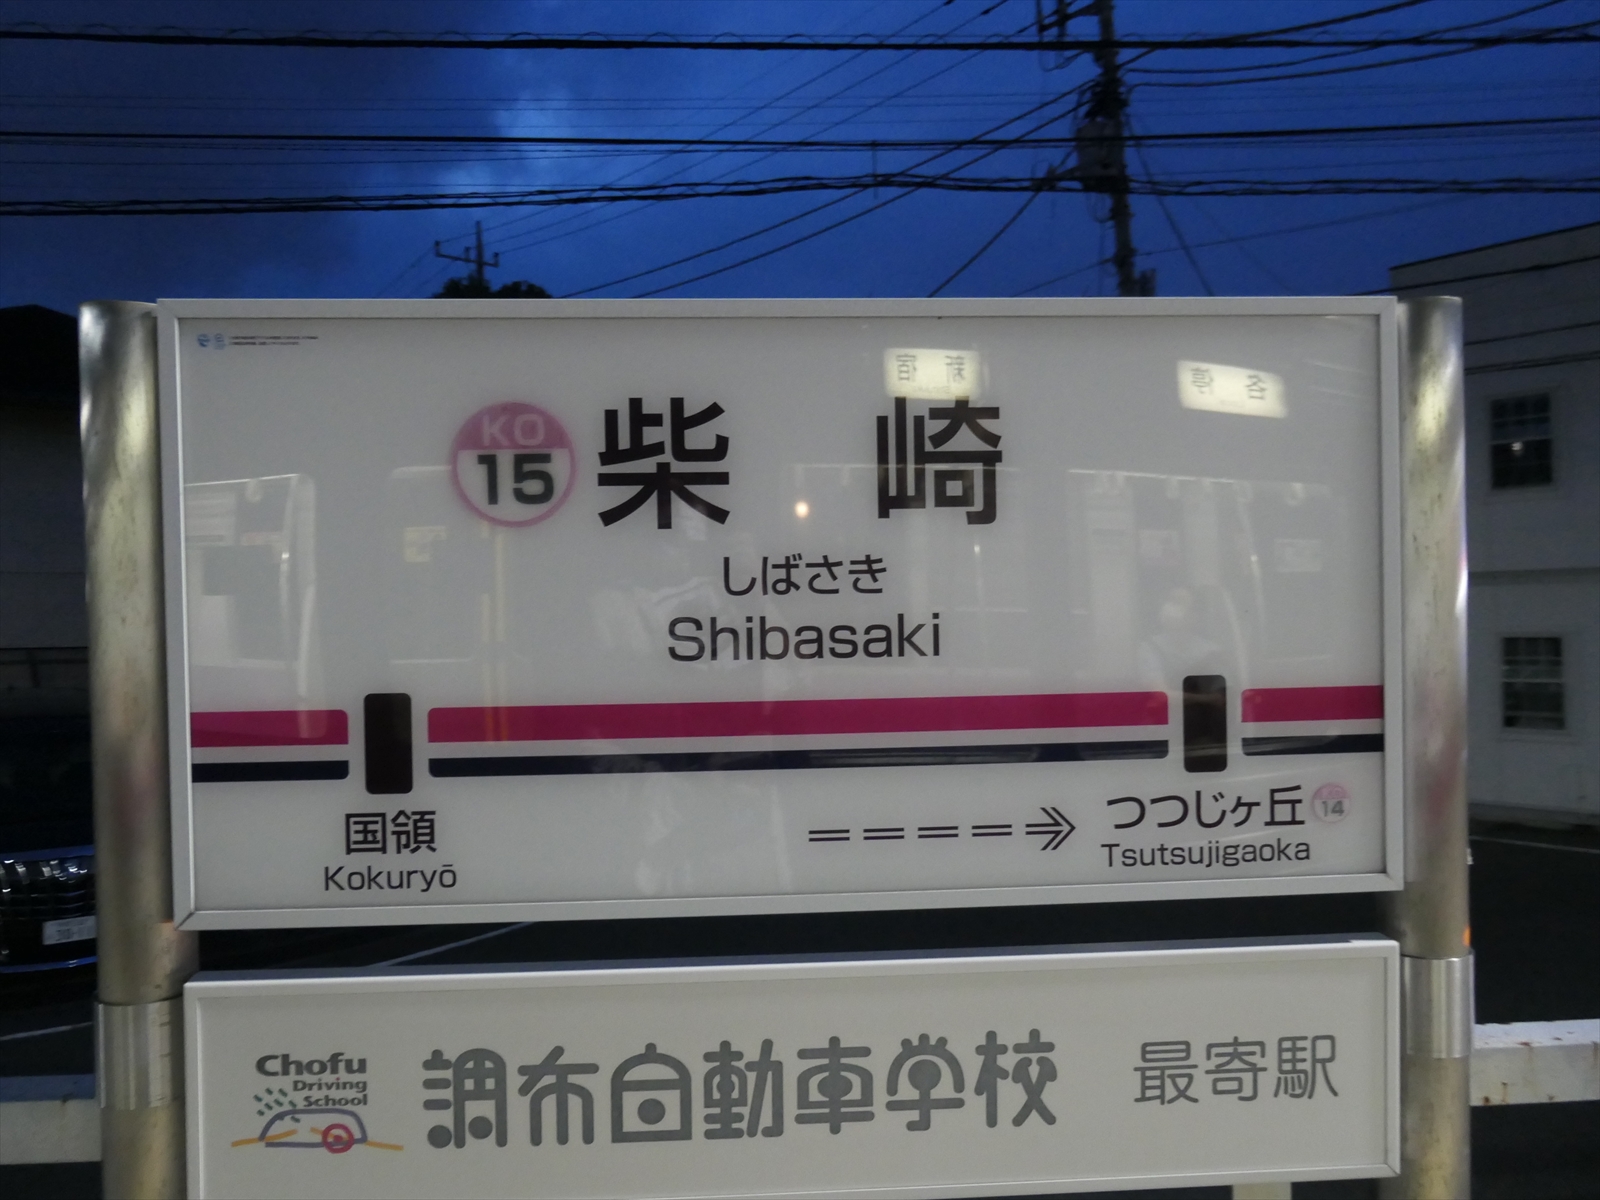 KO
15
柴崎
しばさき
Shibasaki
国領
Kokuryō
つつじヶ丘
14
Tsutsujigaoka
Chofu
Driving
School
調布自動車学校 最寄駅